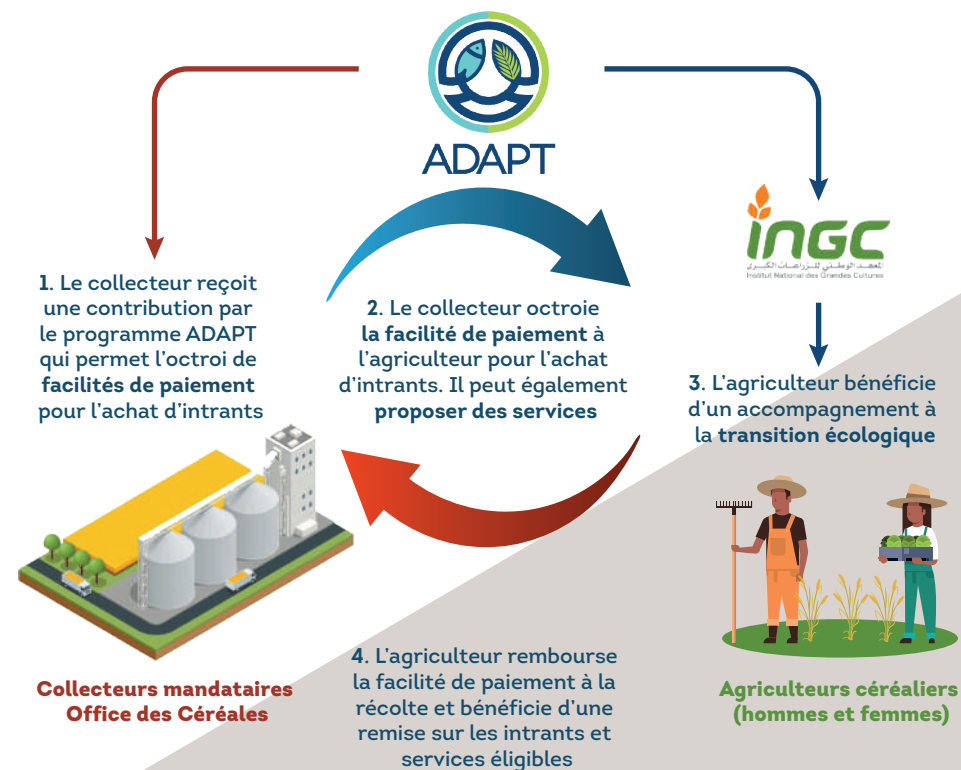 ADAPT
iNGC
المعهد الوطني للزراعات الكبرى
Institut National des Grandes Cultures
1. Le collecteur reçoit
une contribution par
le programme ADAPT
qui permet l'octroi de
facilités de paiement
pour l'achat d'intrants
2. Le collecteur octroie
la facilité de paiement à
l'agriculteur pour l'achat
d'intrants. Il peut également
proposer des services
3. L'agriculteur bénéficie
d'un accompagnement à
la transition écologique
Collecteurs mandataires
Office des Céréales
4. L'agriculteur rembourse
la facilité de paiement à la
récolte et bénéficie d'une
remise sur les intrants et
services éligibles
Agriculteurs céréaliers
(hommes et femmes)